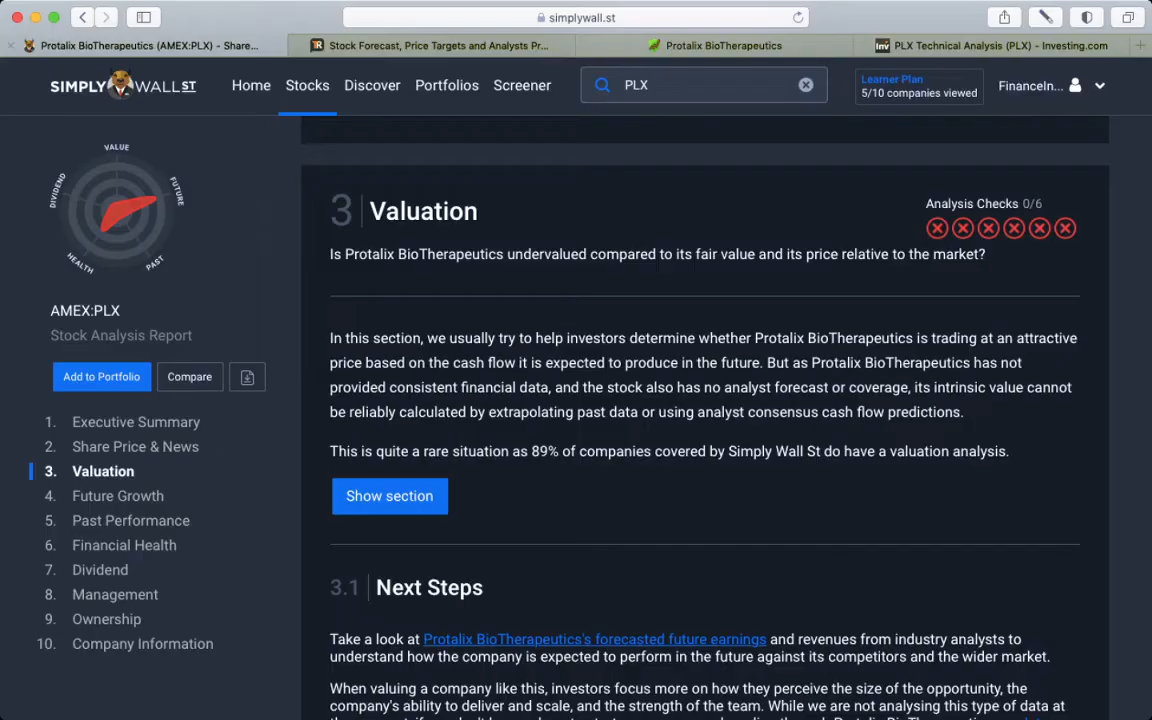 simplywall.st
Protalix BioTherapeutics (AMEX:PLX) - Share...
Stock Forecast, Price Targets and Analysts Pr...
Protalix BioTherapeutics
Inv PLX Technical Analysis (PLX) - Investing.com
SIMPLY WALL ST
Home
Stocks
Discover
Portfolios
Screener
PLX
Learner Plan
5/10 companies viewed
FinanceIn...
VALUE
FUTURE
PAST
HEALTH
DIVIDEND
AMEX:PLX
Stock Analysis Report
Add to Portfolio
Compare
1. Executive Summary
2. Share Price & News
3. Valuation
4. Future Growth
5. Past Performance
6. Financial Health
7. Dividend
8. Management
9. Ownership
10. Company Information
3 Valuation
Analysis Checks 0/6
Is Protalix BioTherapeutics undervalued compared to its fair value and its price relative to the market?
In this section, we usually try to help investors determine whether Protalix BioTherapeutics is trading at an attractive
price based on the cash flow it is expected to produce in the future. But as Protalix BioTherapeutics has not
provided consistent financial data, and the stock also has no analyst forecast or coverage, its intrinsic value cannot
be reliably calculated by extrapolating past data or using analyst consensus cash flow predictions.
This is quite a rare situation as 89% of companies covered by Simply Wall St do have a valuation analysis.
Show section
3.1 Next Steps
Take a look at Protalix BioTherapeutics's forecasted future earnings and revenues from industry analysts to
understand how the company is expected to perform in the future against its competitors and the wider market.
When valuing a company like this, investors focus more on how they perceive the size of the opportunity, the
company's ability to deliver and scale, and the strength of the team. While we are not analysing this type of data at